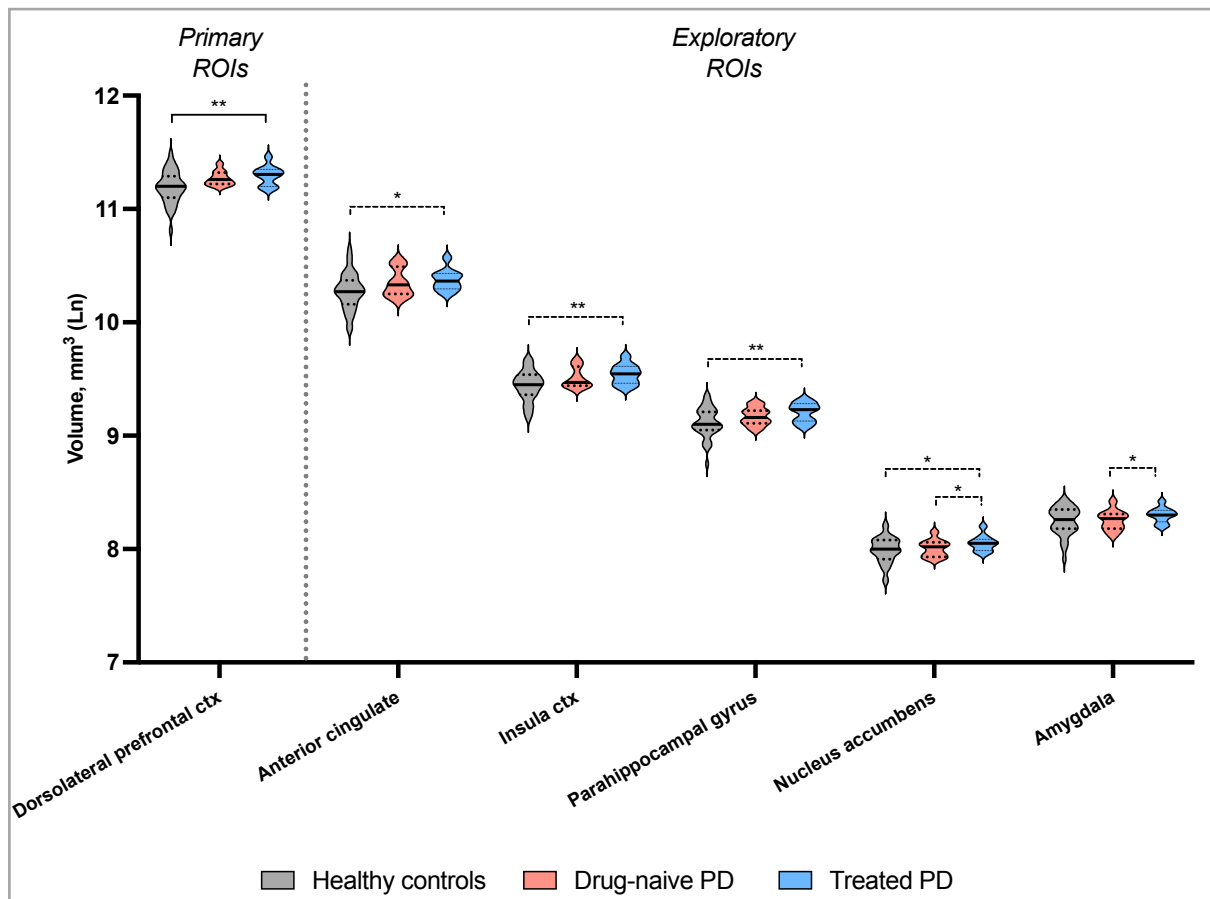 Primary
ROIs
Exploratory
ROIs
Volume, mm³ (Ln)
12
11
10
9
8
7
**
*
**
**
*
*
*
Dorsolateral prefrontal ctx
Anterior cingulate
Insula ctx
Parahippocampal gyrus
Nucleus accumbens
Amygdala
Healthy controls Drug-naive PD Treated PD